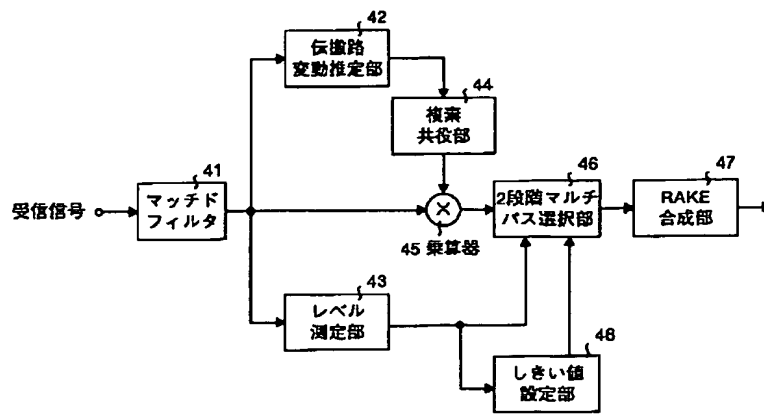 42
伝搬路
変動推定部
44
複素
共役部
41
マッチド
フィルタ
受信信号
×
45 乗算器
46
2段階マルチ
パス選択部
47
RAKE
合成部
43
レベル
測定部
48
しきい値
設定部